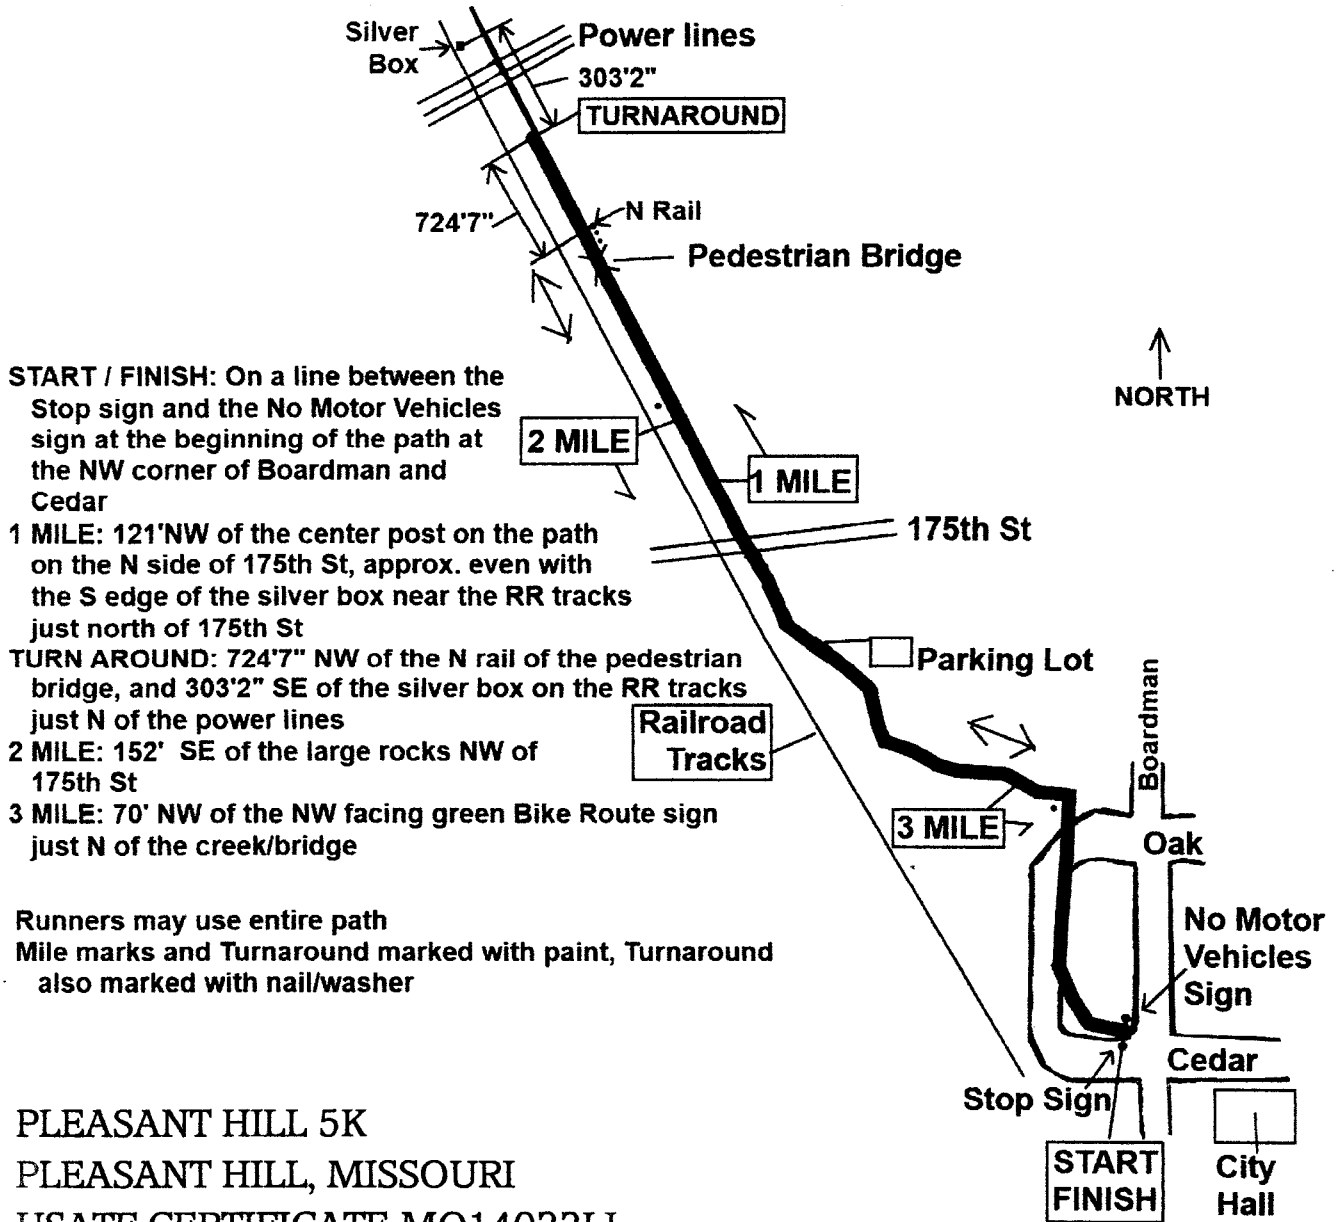 Silver
Box
Power lines
303'2"
TURNAROUND
724'7"
N Rail
Pedestrian Bridge
NORTH
START / FINISH: On a line between the
Stop sign and the No Motor Vehicles
sign at the beginning of the path at
the NW corner of Boardman and
Cedar
1 MILE: 121'NW of the center post on the path
on the N side of 175th St, approx. even with
the S edge of the silver box near the RR tracks
just north of 175th St
TURN AROUND: 724'7" NW of the N rail of the pedestrian
bridge, and 303'2" SE of the silver box on the RR tracks
just N of the power lines
2 MILE: 152' SE of the large rocks NW of
175th St
3 MILE: 70' NW of the NW facing green Bike Route sign
just N of the creek/bridge
Runners may use entire path
Mile marks and Turnaround marked with paint, Turnaround
also marked with nail/washer
2 MILE
1 MILE
175th St
Parking Lot
Railroad
Tracks
Boardman
3 MILE
Oak
No Motor
Vehicles
Sign
Cedar
Stop Sign
START
FINISH
City
Hall
PLEASANT HILL 5K
PLEASANT HILL, MISSOURI